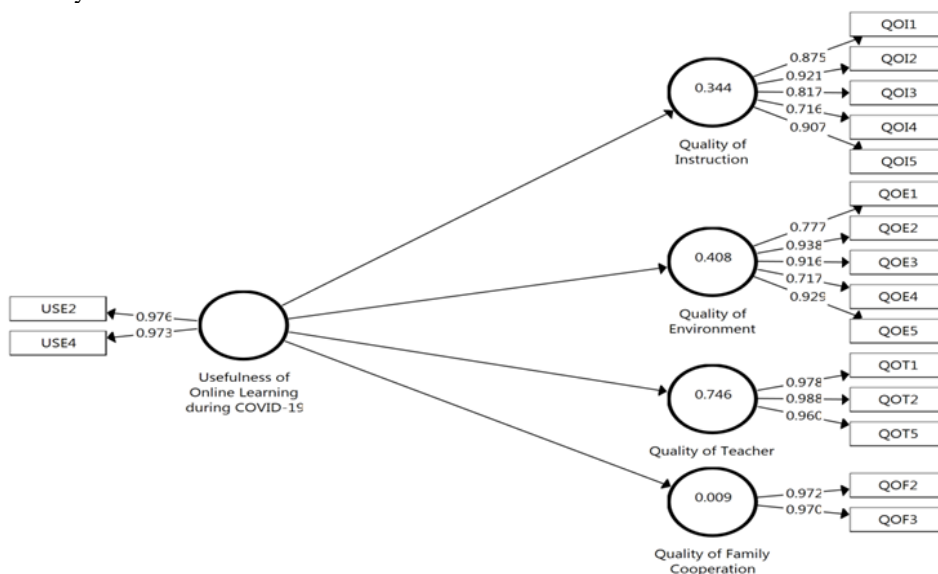 QOI1
0.875
QOI2
0.921
0.344
0.817
QOI3
0.716
QOI4
0.907
Quality of
Instruction
QOI5
QOE1
0.777
QOE2
0.938
0.408
0.916
QOE3
0.717
QOE4
0.929
Quality of
Environment
QOE5
USE2
0.976
0.973
USE4
Usefulness of
Online Learning
during COVID-19
QOT1
0.978
0.746
0.988
QOT2
0.960
QOT5
Quality of Teacher
0.009
0.972
QOF2
0.970
QOF3
Quality of Family
Cooperation